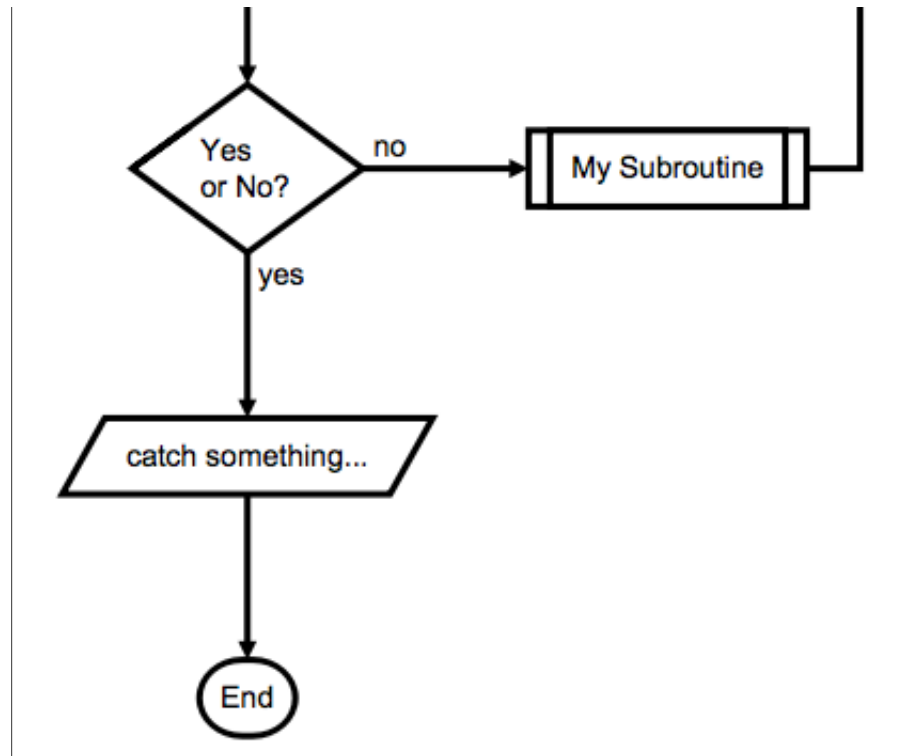 Yes
or No?
no
My Subroutine
yes
catch something...
End